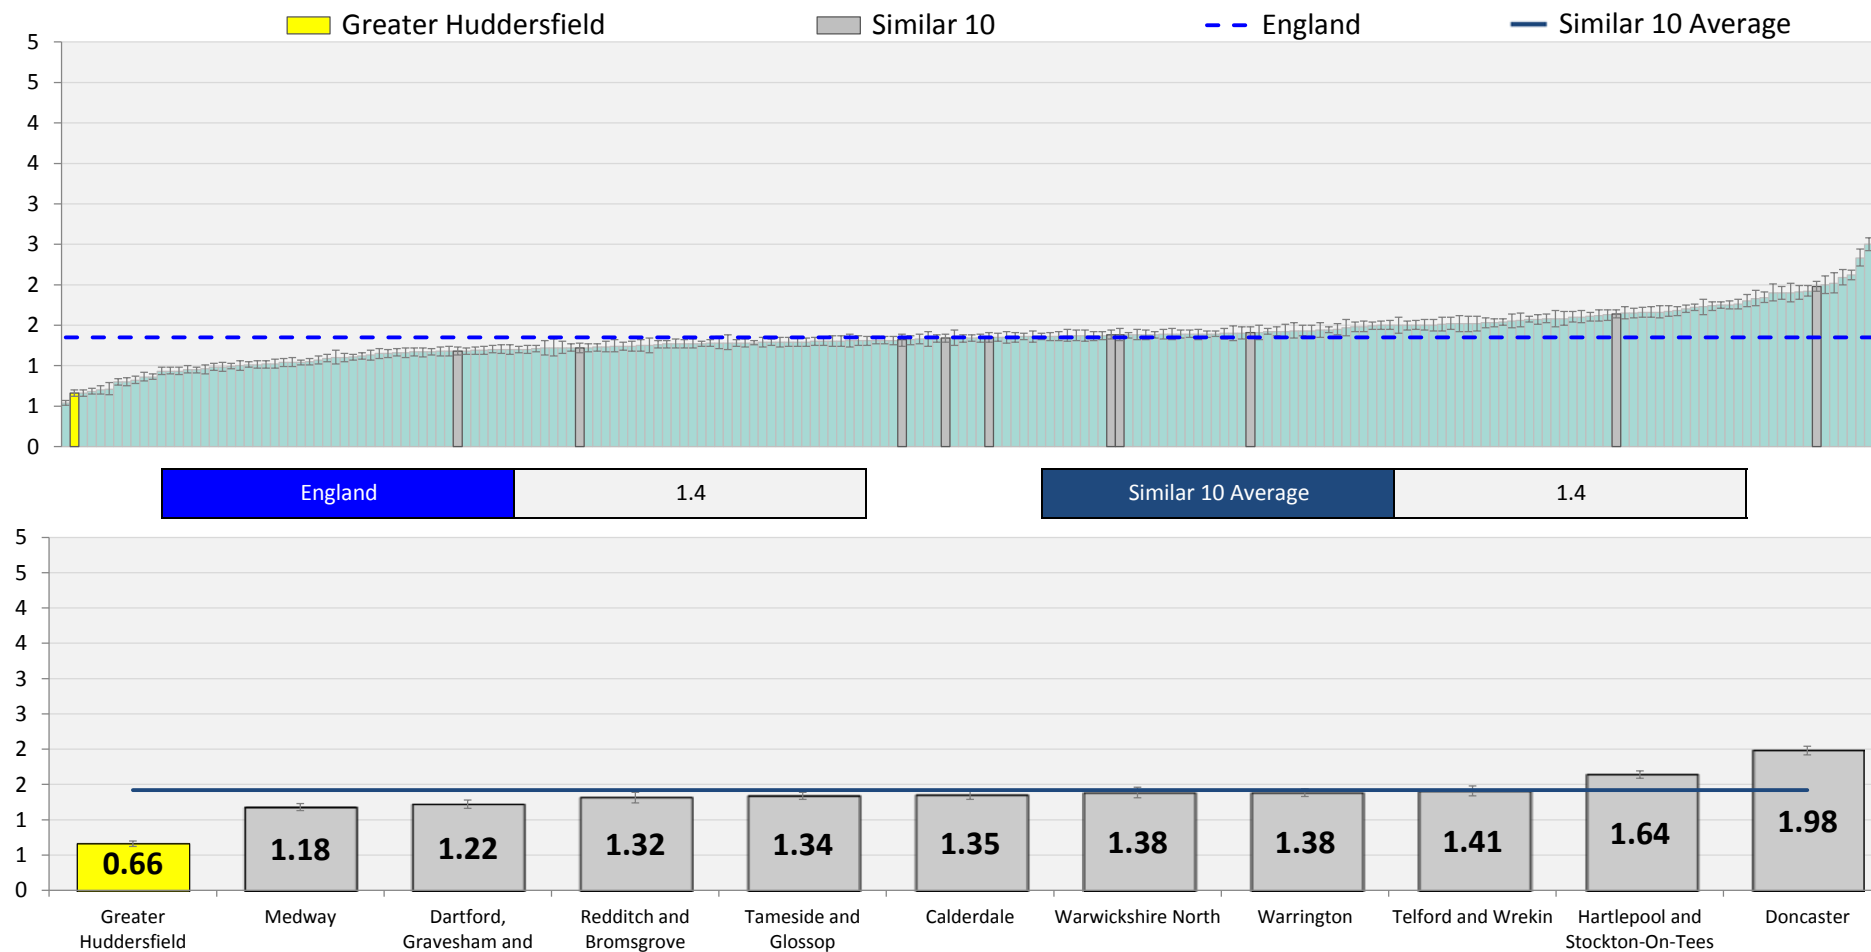 Greater Huddersfield
Similar 10
England
Similar 10 Average
5
5
4
4
3
3
2
2
1
1
0
England
1.4
Similar 10 Average
1.4
5
5
4
4
3
3
2
2
1
1
0
0.66
1.18
1.22
1.32
1.34
1.35
1.38
1.38
1.41
1.64
1.98
Greater
Huddersfield
Medway
Dartford,
Gravesham and
Redditch and
Bromsgrove
Tameside and
Glossop
Calderdale
Warwickshire North
Warrington
Telford and Wrekin
Hartlepool and
Stockton-On-Tees
Doncaster